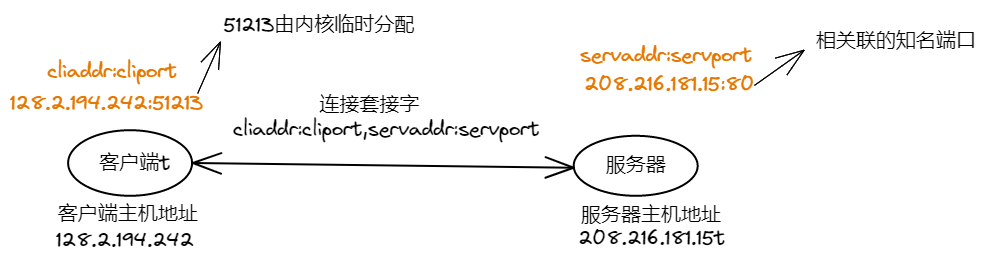 51213由内核临时分配
相关联的知名端口
cliaddr:cliport
servaddr:servport
128.2.194.242:51213
208.216.181.15:80
连接套接字
cliaddr:cliport,servaddr:servport
客户端t
服务器
客户端主机地址
服务器主机地址
128.2.194.242
208.216.181.15t